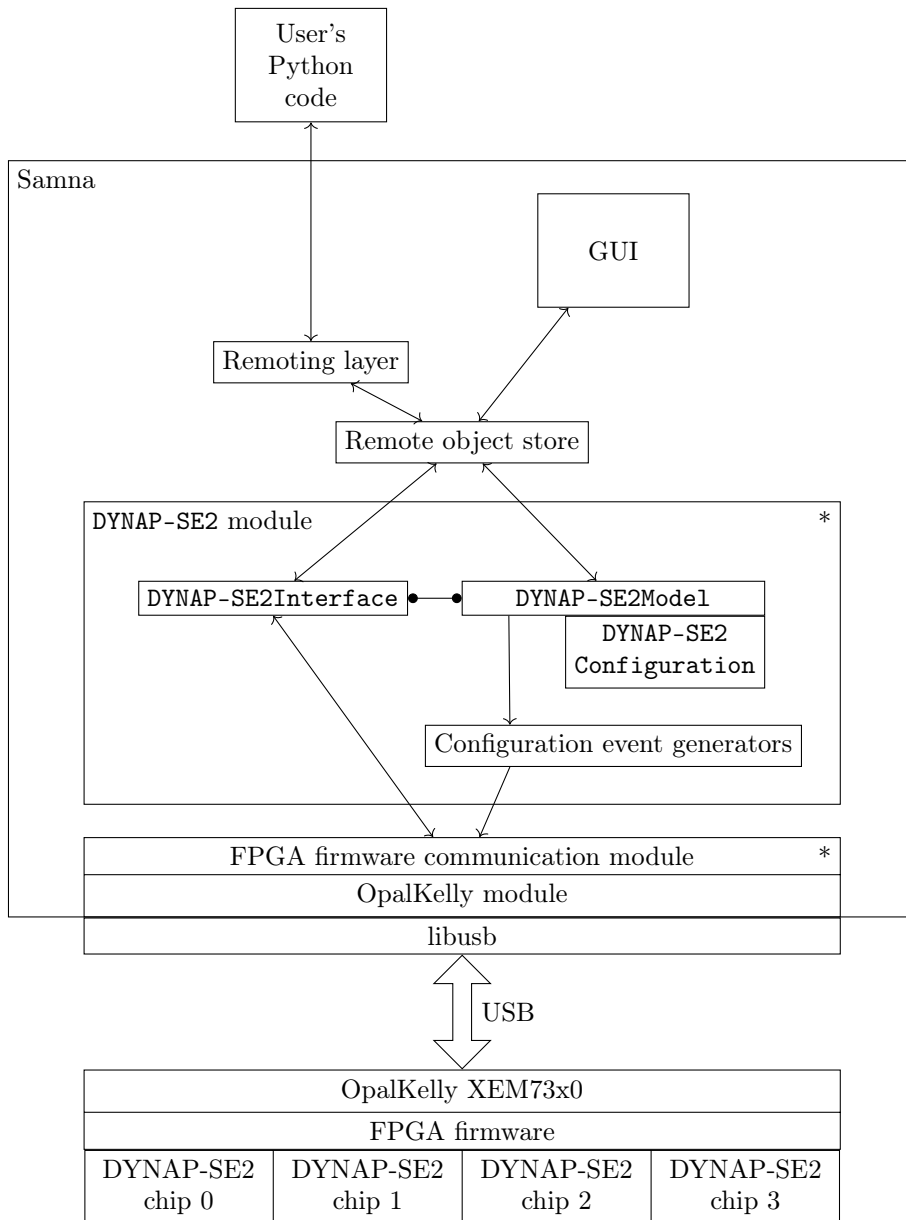 User's
Python
code
Samna
GUI
Remoting layer
Remote object store
DYNAP-SE2 module *
DYNAP-SE2Interface
DYNAP-SE2Model
DYNAP-SE2
Configuration
Configuration event generators
FPGA firmware communication module *
OpalKelly module
libusb
USB
OpalKelly XEM73x0
FPGA firmware
DYNAP-SE2
chip 0
DYNAP-SE2
chip 1
DYNAP-SE2
chip 2
DYNAP-SE2
chip 3